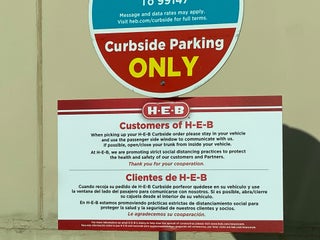 To 99147
Message and data rates may apply.
Visit heb.com/curbside for full terms.
Curbside Parking
ONLY
H-E-B
Customers of H-E-B
When picking up your H-E-B Curbside order please stay in your vehicle
and use the passenger side window to communicate with us.
If possible, open/close your trunk from inside your vehicle.
At H-E-B, we are promoting strict social distancing practices to protect
the health and safety of our customers and Partners.
Thank you for your cooperation.
Clientes de H-E-B
Cuando recoja su pedido de H-E-B Curbside porfavor quédese en su vehículo y use
la ventana del lado del pasajero para comunicarse con nosotros. Si es posible, abra/cierre
su cajuela desde el interior de su vehículo.
En H-E-B estamos promoviendo prácticas estrictas de distanciamiento social para
proteger la salud y la seguridad de nuestros clientes y socios.
Le agradecemos su cooperación.